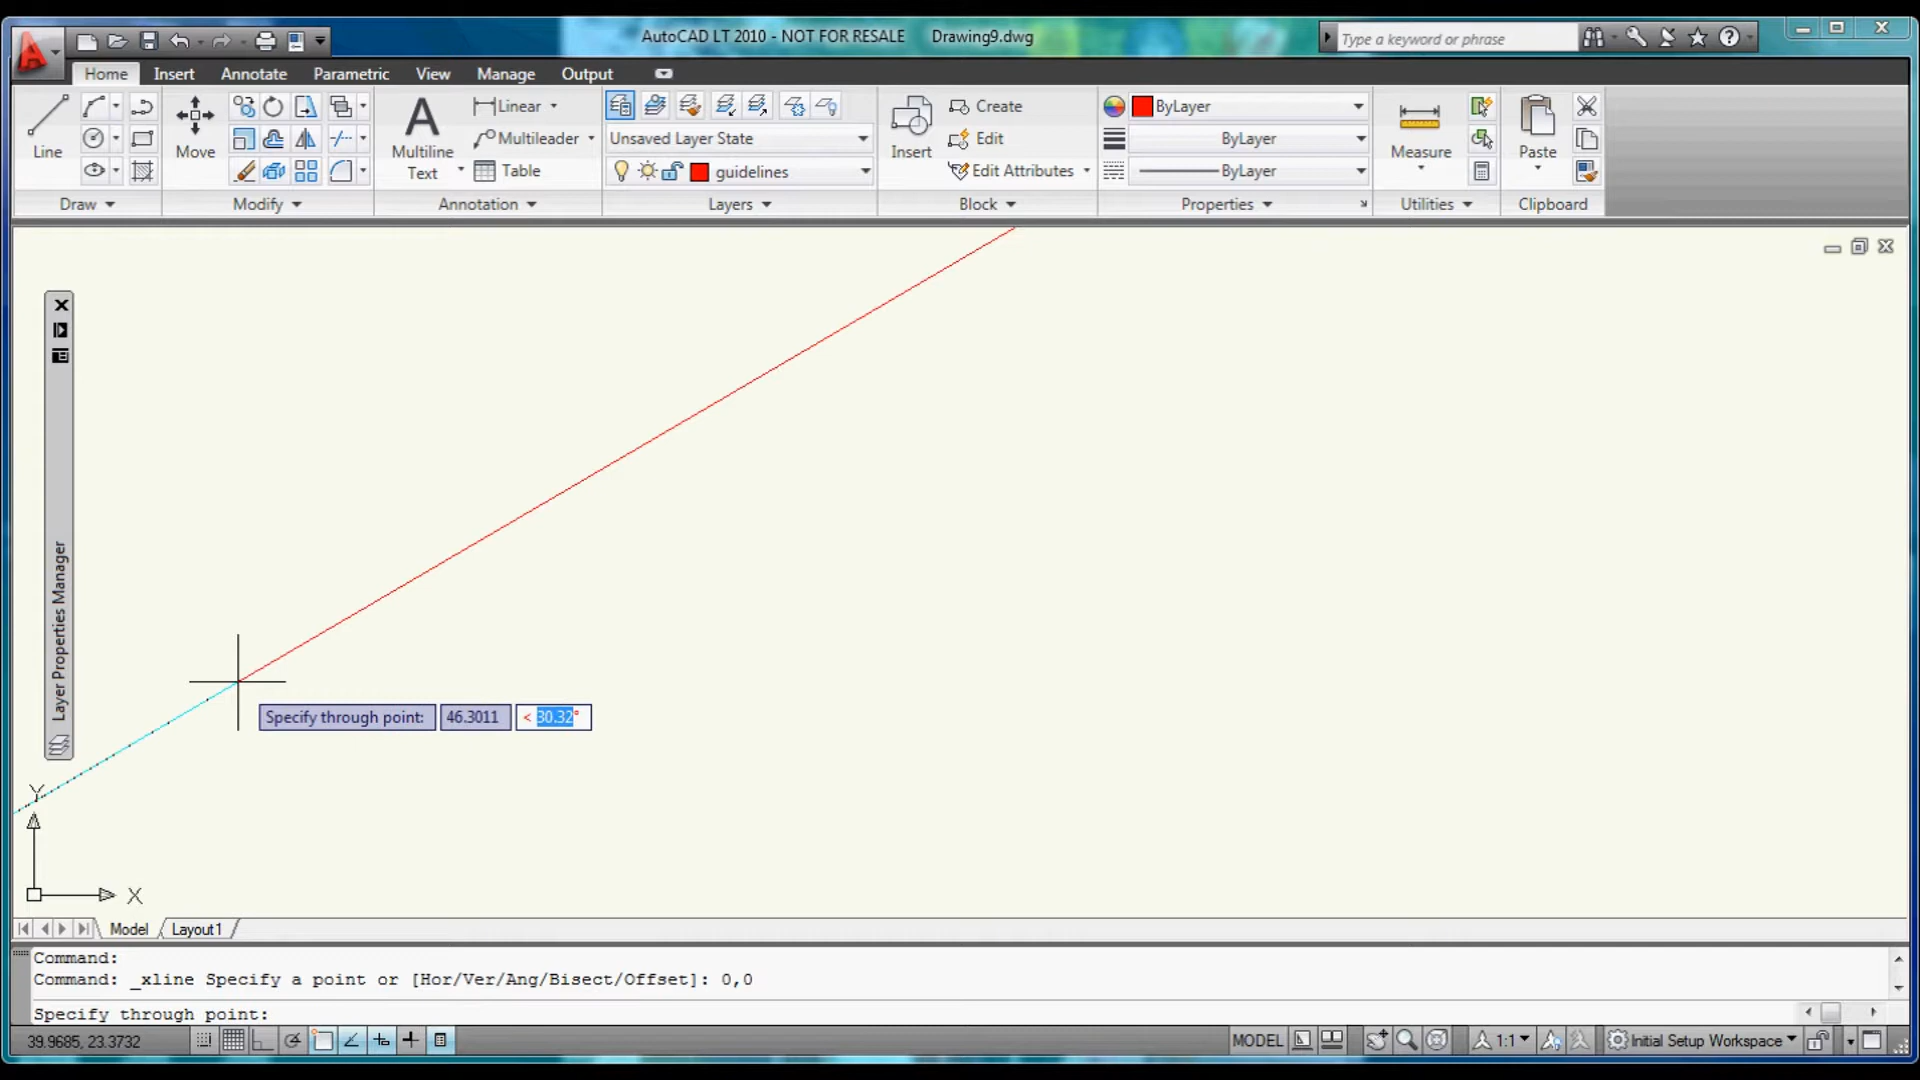 AutoCAD LT 2010 - NOT FOR RESALE Drawing9.dwg
Type a keyword or phrase
Home Insert Annotate Parametric View Manage Output
Line
Move
A
Multiline
Text
Linear
Multileader
Table
Unsaved Layer State
guidelines
Insert
Create
Edit
Edit Attributes
ByLayer
ByLayer
ByLayer
Measure
Paste
Draw Modify Annotation Layers Block Properties Utilities Clipboard
Layer Properties Manager
Specify through point: 46.3011 < 30.32°
Y
X
Model Layout1
Command:
Command: _xline Specify a point or [Hor/Ver/Ang/Bisect/Offset]: 0,0
Specify through point:
39.9685, 23.3732 MODEL 1:1 Initial Setup Workspace